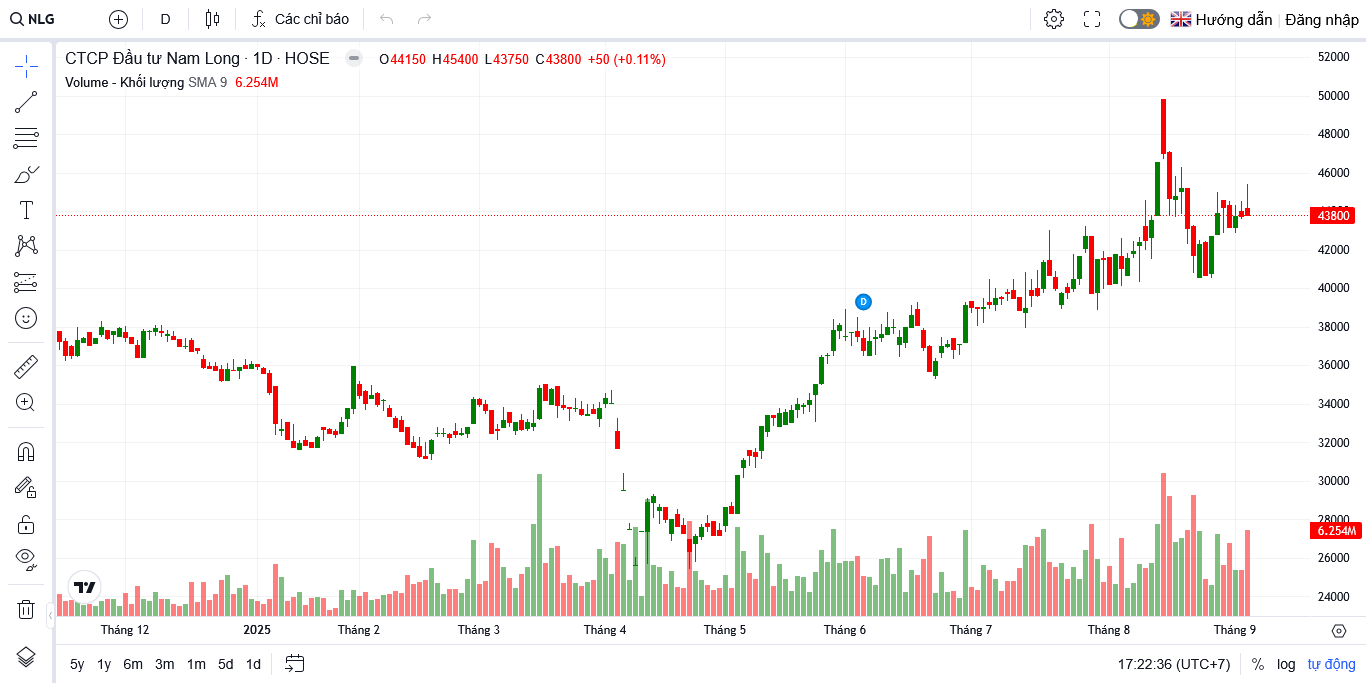 NLG D Các chỉ báo Hướng dẫn Đăng nhập
CTCP Đầu tư Nam Long · 1D · HOSE O44150 H45400 L43750 C43800 +50 (+0.11%)
Volume - Khối lượng SMA 9 6.254M
52000
50000
48000
46000
43800
42000
40000
D
38000
36000
34000
32000
30000
28000
6.254M
26000
24000
Tháng 12 2025 Tháng 2 Tháng 3 Tháng 4 Tháng 5 Tháng 6 Tháng 7 Tháng 8 Tháng 9
5y 1y 6m 3m 1m 5d 1d 17:22:36 (UTC+7) % log tự động